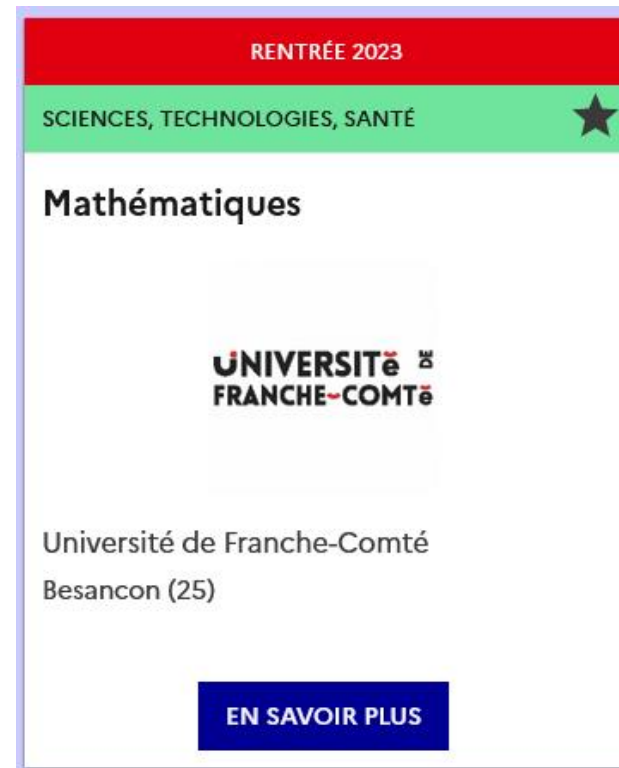 RENTRÉE 2023
SCIENCES, TECHNOLOGIES, SANTÉ
Mathématiques
UNIVERSITé DE
FRANCHE-COMTé
Université de Franche-Comté
Besancon (25)
EN SAVOIR PLUS